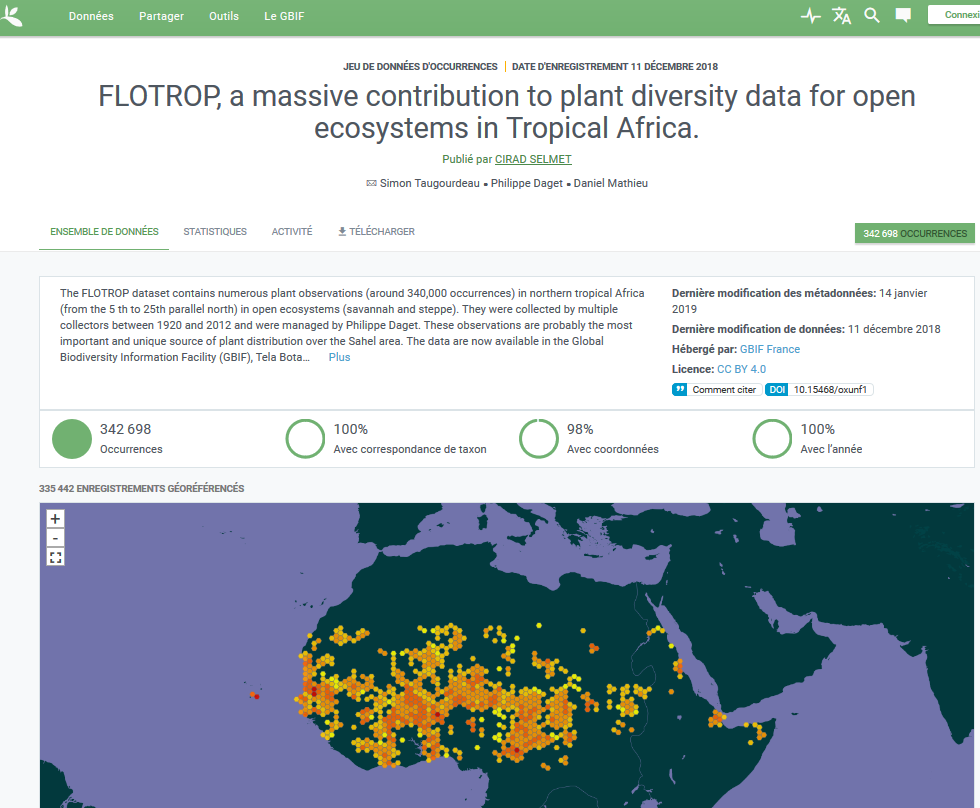 Données Partager Outils Le GBIF
JEU DE DONNÉES D'OCCURRENCES | DATE D'ENREGISTREMENT 11 DÉCEMBRE 2018
FLOTROP, a massive contribution to plant diversity data for open
ecosystems in Tropical Africa.
Publié par CIRAD SELMET
Simon Taugourdeau • Philippe Daget • Daniel Mathieu
ENSEMBLE DE DONNÉES STATISTIQUES ACTIVITÉ TÉLÉCHARGER
342 698 OCCURRENCES
The FLOTROP dataset contains numerous plant observations (around 340,000 occurrences) in northern tropical Africa
(from the 5 th to 25th parallel north) in open ecosystems (savannah and steppe). They were collected by multiple
collectors between 1920 and 2012 and were managed by Philippe Daget. These observations are probably the most
important and unique source of plant distribution over the Sahel area. The data are now available in the Global
Biodiversity Information Facility (GBIF), Tela Bota... Plus
Dernière modification des métadonnées: 14 janvier
2019
Dernière modification de données: 11 décembre 2018
Hébergé par: GBIF France
Licence: CC BY 4.0
Comment citer DOI 10.15468/oxunf1
342 698
Occurrences
100%
Avec correspondance de taxon
98%
Avec coordonnées
100%
Avec l'année
335 442 ENREGISTREMENTS GÉORÉFÉRENCÉS
+
-